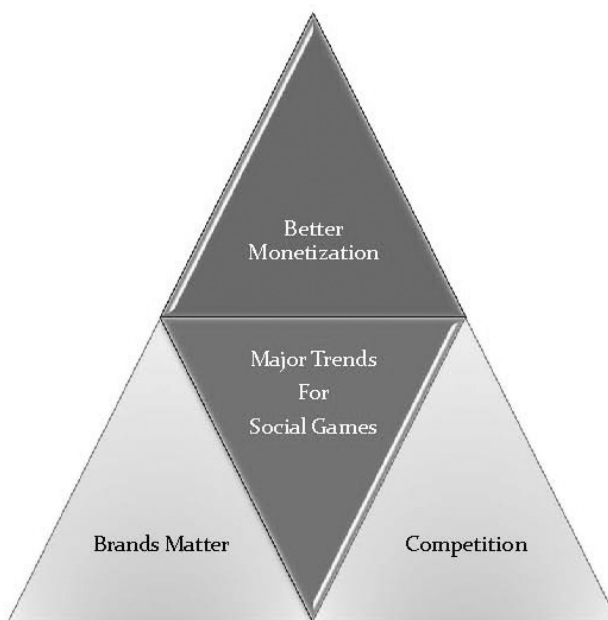 Better
Monetization
Major Trends
For
Social Games
Brands Matter
Competition